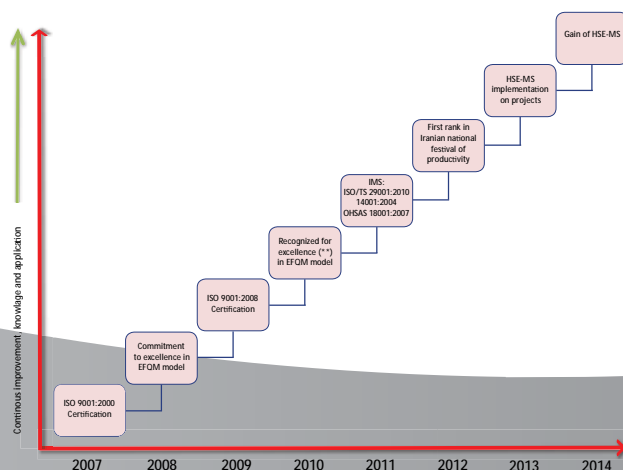 Gain of HSE-MS
HSE-MS
implementation
on projects
First rank in
Iranian national
festival of
productivity
IMS:
ISO/TS 29001:2010
14001:2004
OHSAS 18001:2007
Recognized for
excellence (**)
in EFQM model
ISO 9001:2008
Certification
Commitment
to excellence in
EFQM model
ISO 9001:2000
Certification
Continous improvement, knowlage and application
2007 2008 2009 2010 2011 2012 2013 2014